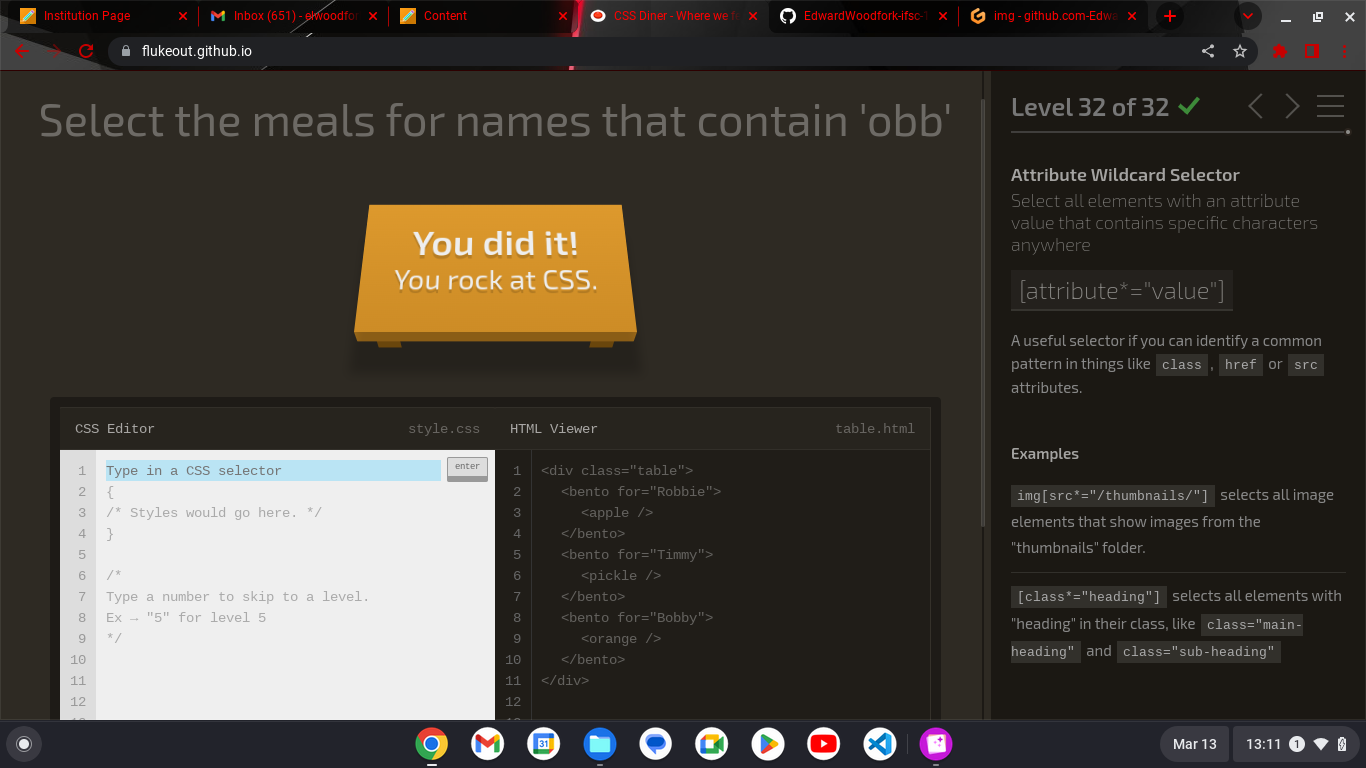 Institution Page
Inbox (651) - elwoodfor
Content
CSS Diner - Where we f
EdwardWoodfork-ifsc-1
img - github.com-Edwa
flukeout.github.io
Select the meals for names that contain 'obb'
You did it!
You rock at CSS.
CSS Editor
style.css
HTML Viewer
table.html
1 Type in a CSS selector
enter
2 {
3 /* Styles would go here. */
4 }
5
6 /*
7 Type a number to skip to a level.
8 Ex → "5" for level 5
9 */
10
11
12
1 <div class="table">
2 <bento for="Robbie">
3 <apple />
4 </bento>
5 <bento for="Timmy">
6 <pickle />
7 </bento>
8 <bento for="Bobby">
9 <orange />
10 </bento>
11 </div>
12
Level 32 of 32
Attribute Wildcard Selector
Select all elements with an attribute
value that contains specific characters
anywhere
[attribute*="value"]
A useful selector if you can identify a common
pattern in things like class , href or src
attributes.
Examples
img[src*="/thumbnails/"] selects all image
elements that show images from the
"thumbnails" folder.
[class*="heading"] selects all elements with
"heading" in their class, like class="main-
heading" and class="sub-heading"
31
Mar 13
13:11
1